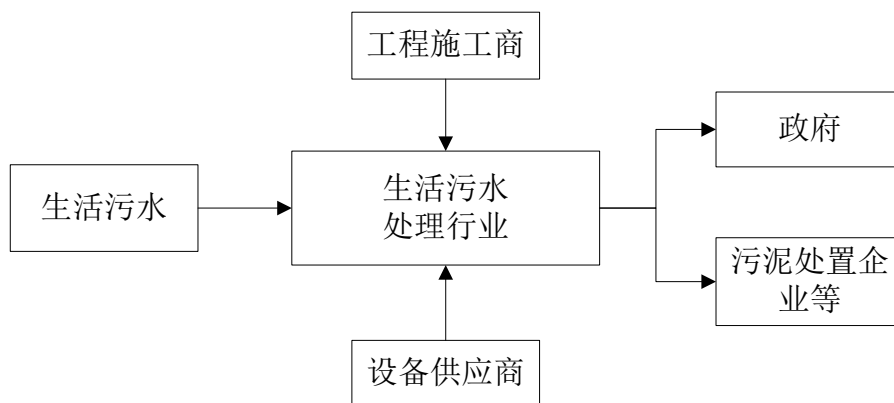 工程施工商
政府
生活污水
生活污水
处理行业
污泥处置企
业等
设备供应商